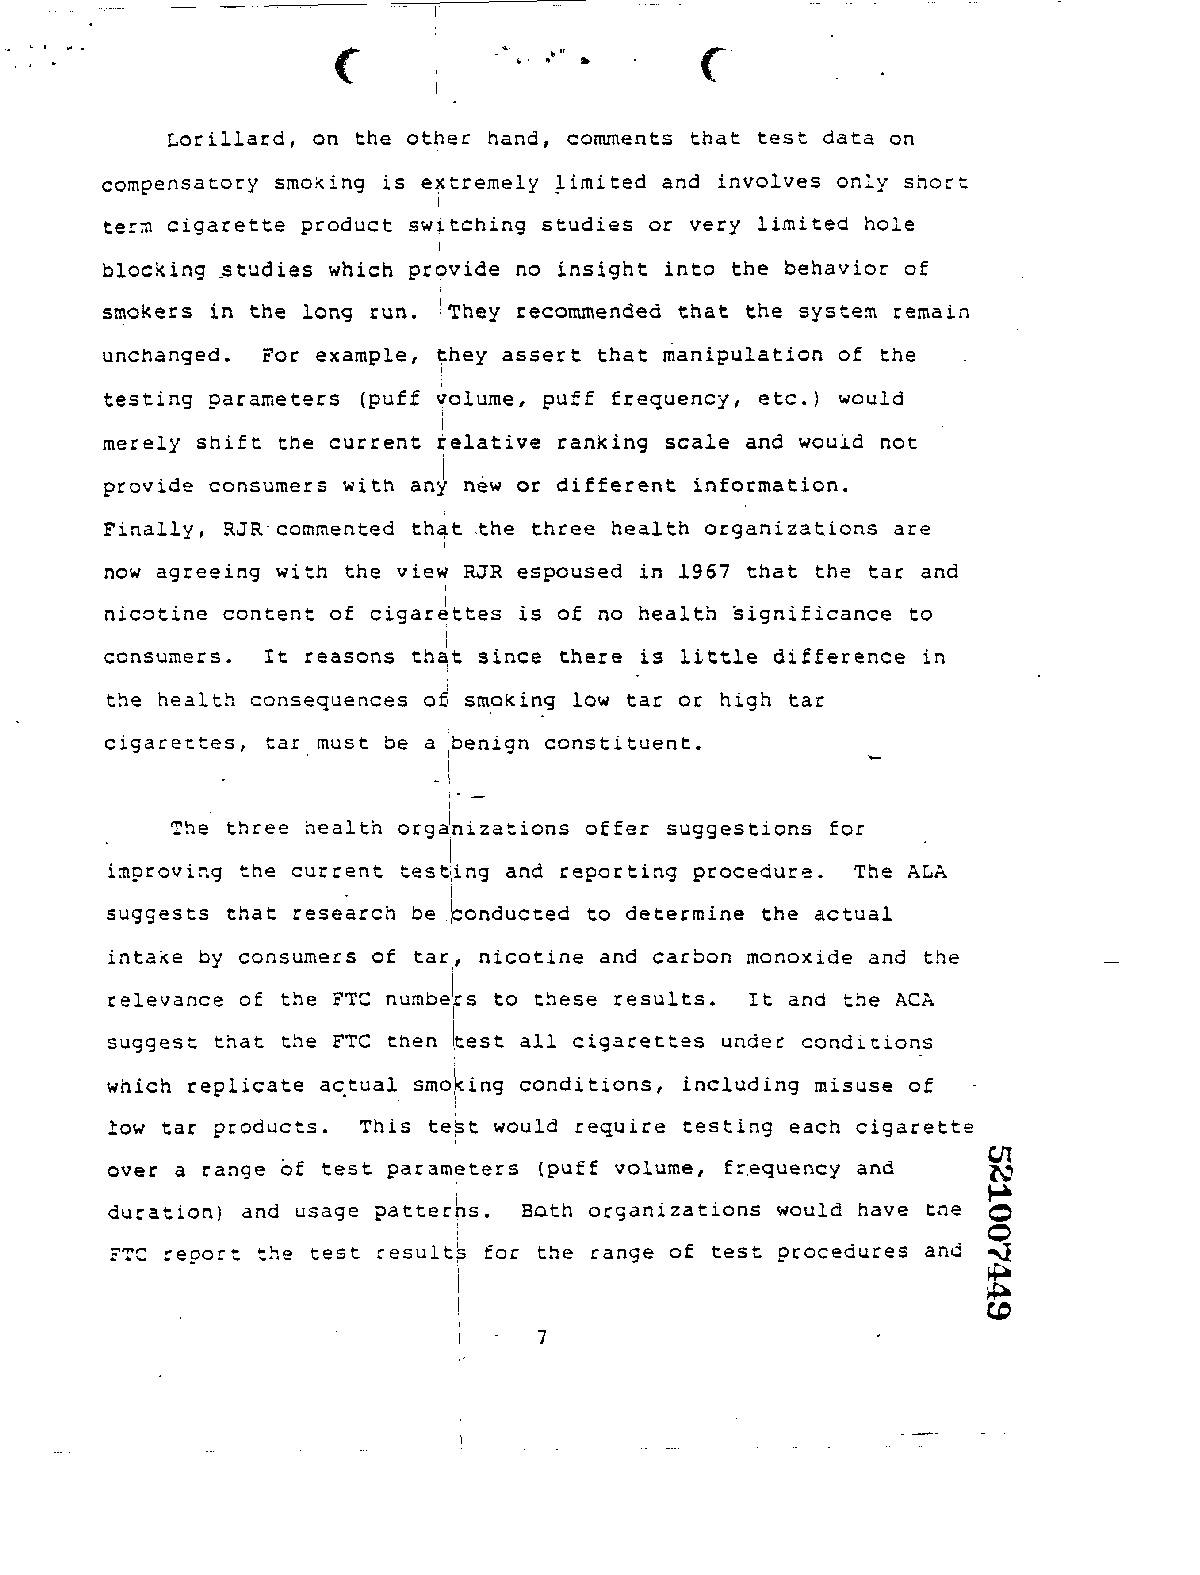 Lorillard, on the other hand, comments that test data on
compensatory smoking is extremely limited and involves only short
term cigarette product switching studies or very limited hole
blocking studies which provide no insight into the behavior of
smokers in the long run. They recommended that the system remain
unchanged. For example, they assert that manipulation of the
testing parameters (puff volume, puff frequency, etc.) would
merely shift the current relative ranking scale and would not
provide consumers with any new or different information.
Finally, RJR commented that the three health organizations are
now agreeing with the view RJR espoused in 1967 that the tar and
nicotine content of cigarettes is of no health significance to
consumers. It reasons that since there is little difference in
the health consequences of smoking low tar or high tar
cigarettes, tar must be a benign constituent.
The three health organizations offer suggestions for
improving the current testing and reporting procedure. The ALA
suggests that research be conducted to determine the actual
intake by consumers of tar, nicotine and carbon monoxide and the
relevance of the FTC numbers to these results. It and the ACA
suggest that the FTC then test all cigarettes under conditions
which replicate actual smoking conditions, including misuse of
low tar products. This test would require testing each cigarette
over a range of test parameters (puff volume, frequency and
duration) and usage patterns. Both organizations would have the
FTC report the test results for the range of test procedures and
7
521007449